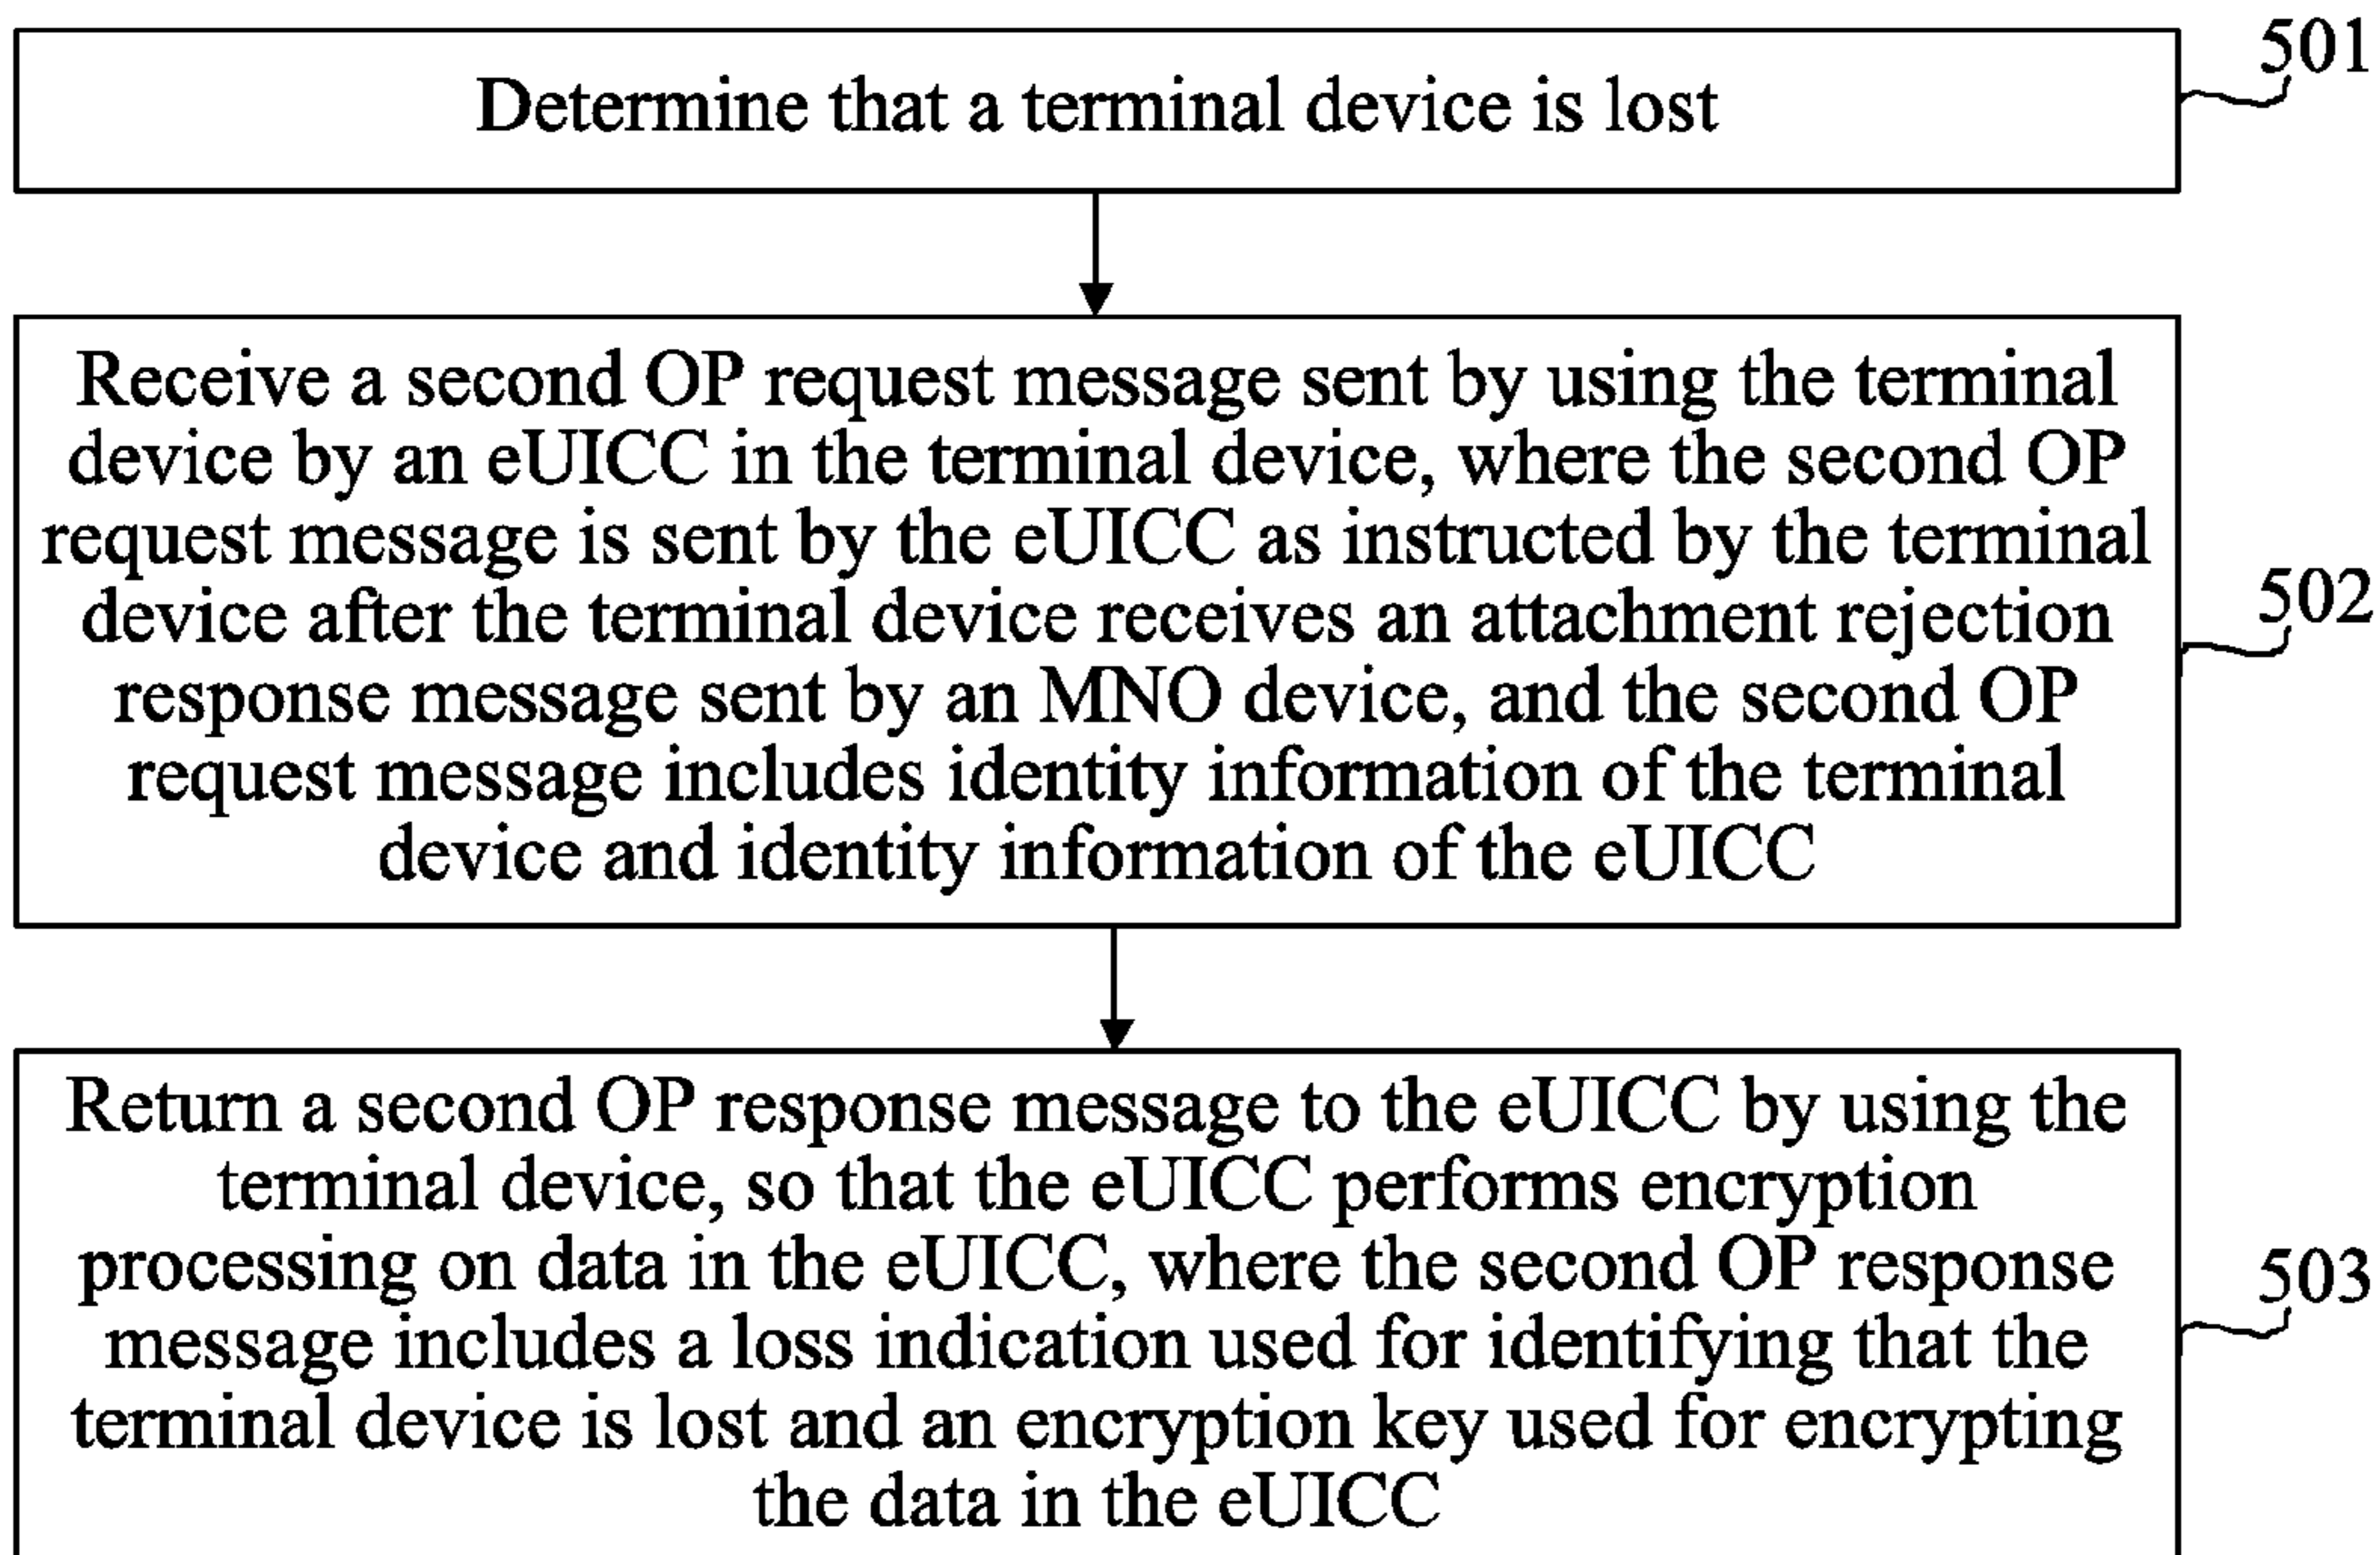 Determine that a terminal device is lost
501
Receive a second OP request message sent by using the terminal
device by an eUICC in the terminal device, where the second OP
request message is sent by the eUICC as instructed by the terminal
device after the terminal device receives an attachment rejection
response message sent by an MNO device, and the second OP
request message includes identity information of the terminal
device and identity information of the eUICC
502
Return a second OP response message to the eUICC by using the
terminal device, so that the eUICC performs encryption
processing on data in the eUICC, where the second OP response
message includes a loss indication used for identifying that the
terminal device is lost and an encryption key used for encrypting
the data in the eUICC
503